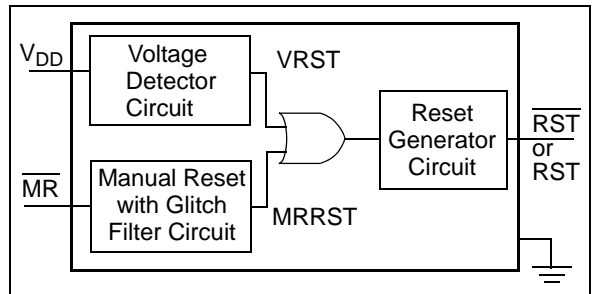 VDD
Voltage
Detector
Circuit
VRST
MR
Manual Reset
with Glitch
Filter Circuit
MRRST
Reset
Generator
Circuit
RST
or
RST